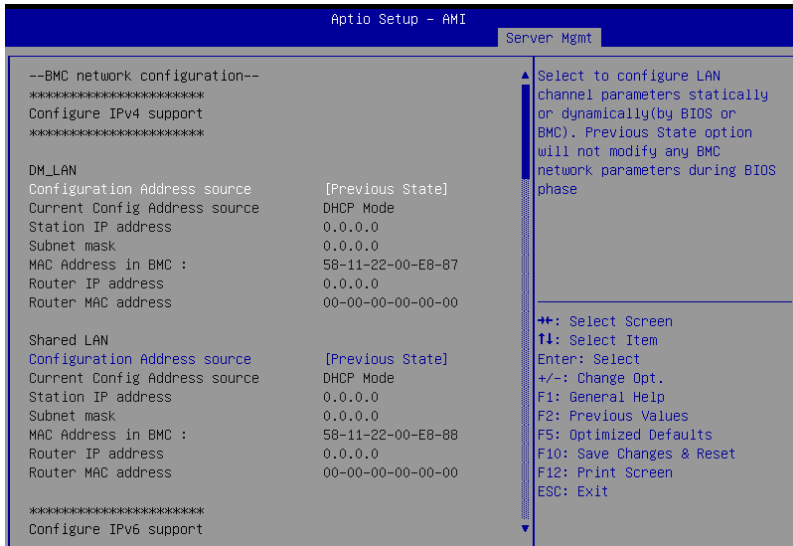 Aptio Setup – AMI
Server Mgmt
--BMC network configuration--
***********************
Configure IPv4 support
***********************
DM_LAN
Configuration Address source [Previous State]
Current Config Address source DHCP Mode
Station IP address 0.0.0.0
Subnet mask 0.0.0.0
MAC Address in BMC : 58-11-22-00-E8-87
Router IP address 0.0.0.0
Router MAC address 00-00-00-00-00-00
Shared LAN
Configuration Address source [Previous State]
Current Config Address source DHCP Mode
Station IP address 0.0.0.0
Subnet mask 0.0.0.0
MAC Address in BMC : 58-11-22-00-E8-88
Router IP address 0.0.0.0
Router MAC address 00-00-00-00-00-00
***********************
Configure IPv6 support
Select to configure LAN
channel parameters statically
or dynamically(by BIOS or
BMC). Previous State option
will not modify any BMC
network parameters during BIOS
phase
→←: Select Screen
↑↓: Select Item
Enter: Select
+/-: Change Opt.
F1: General Help
F2: Previous Values
F5: Optimized Defaults
F10: Save Changes & Reset
F12: Print Screen
ESC: Exit